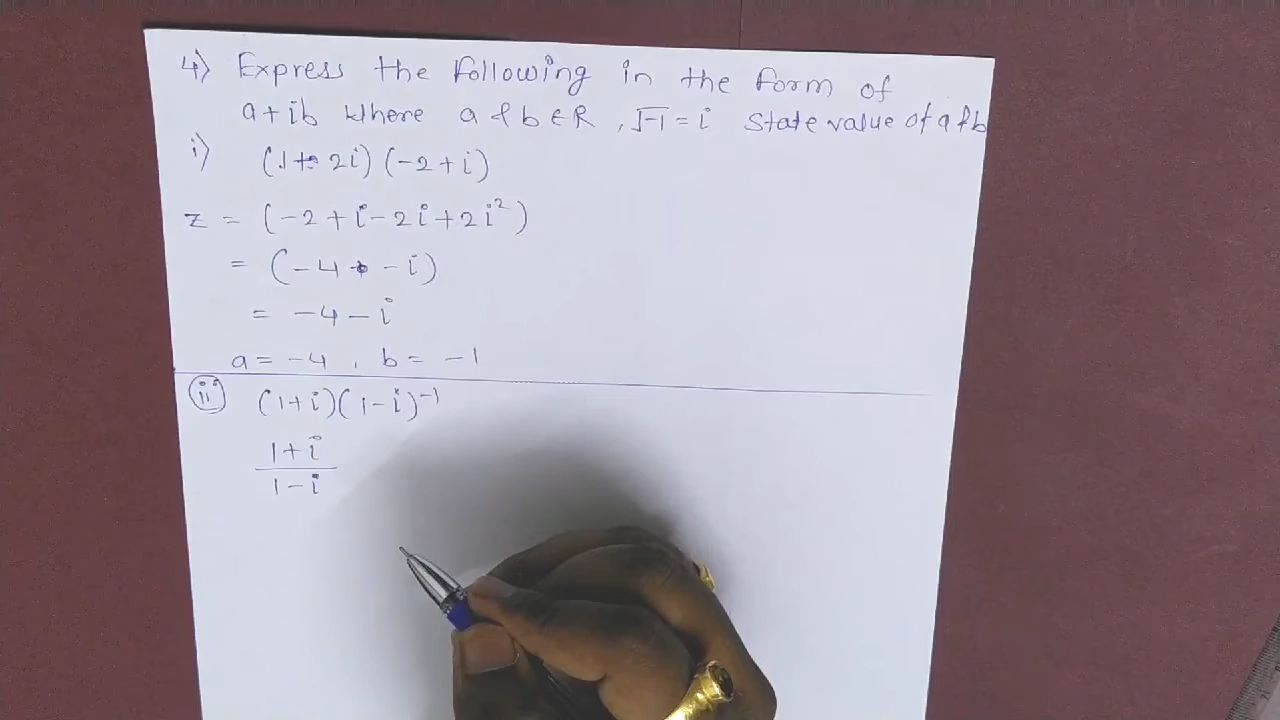 4) Express the following in the form of
a+ib where a & b ∈ R , √-1 = i State value of a & b
i) (1+ 2i) (-2+i)
z = (-2+i-2i+2i²)
= (-4 -i)
= -4-i
a = -4 , b = -1
ii) (1+i)(1-i)⁻¹
1+i
1-i